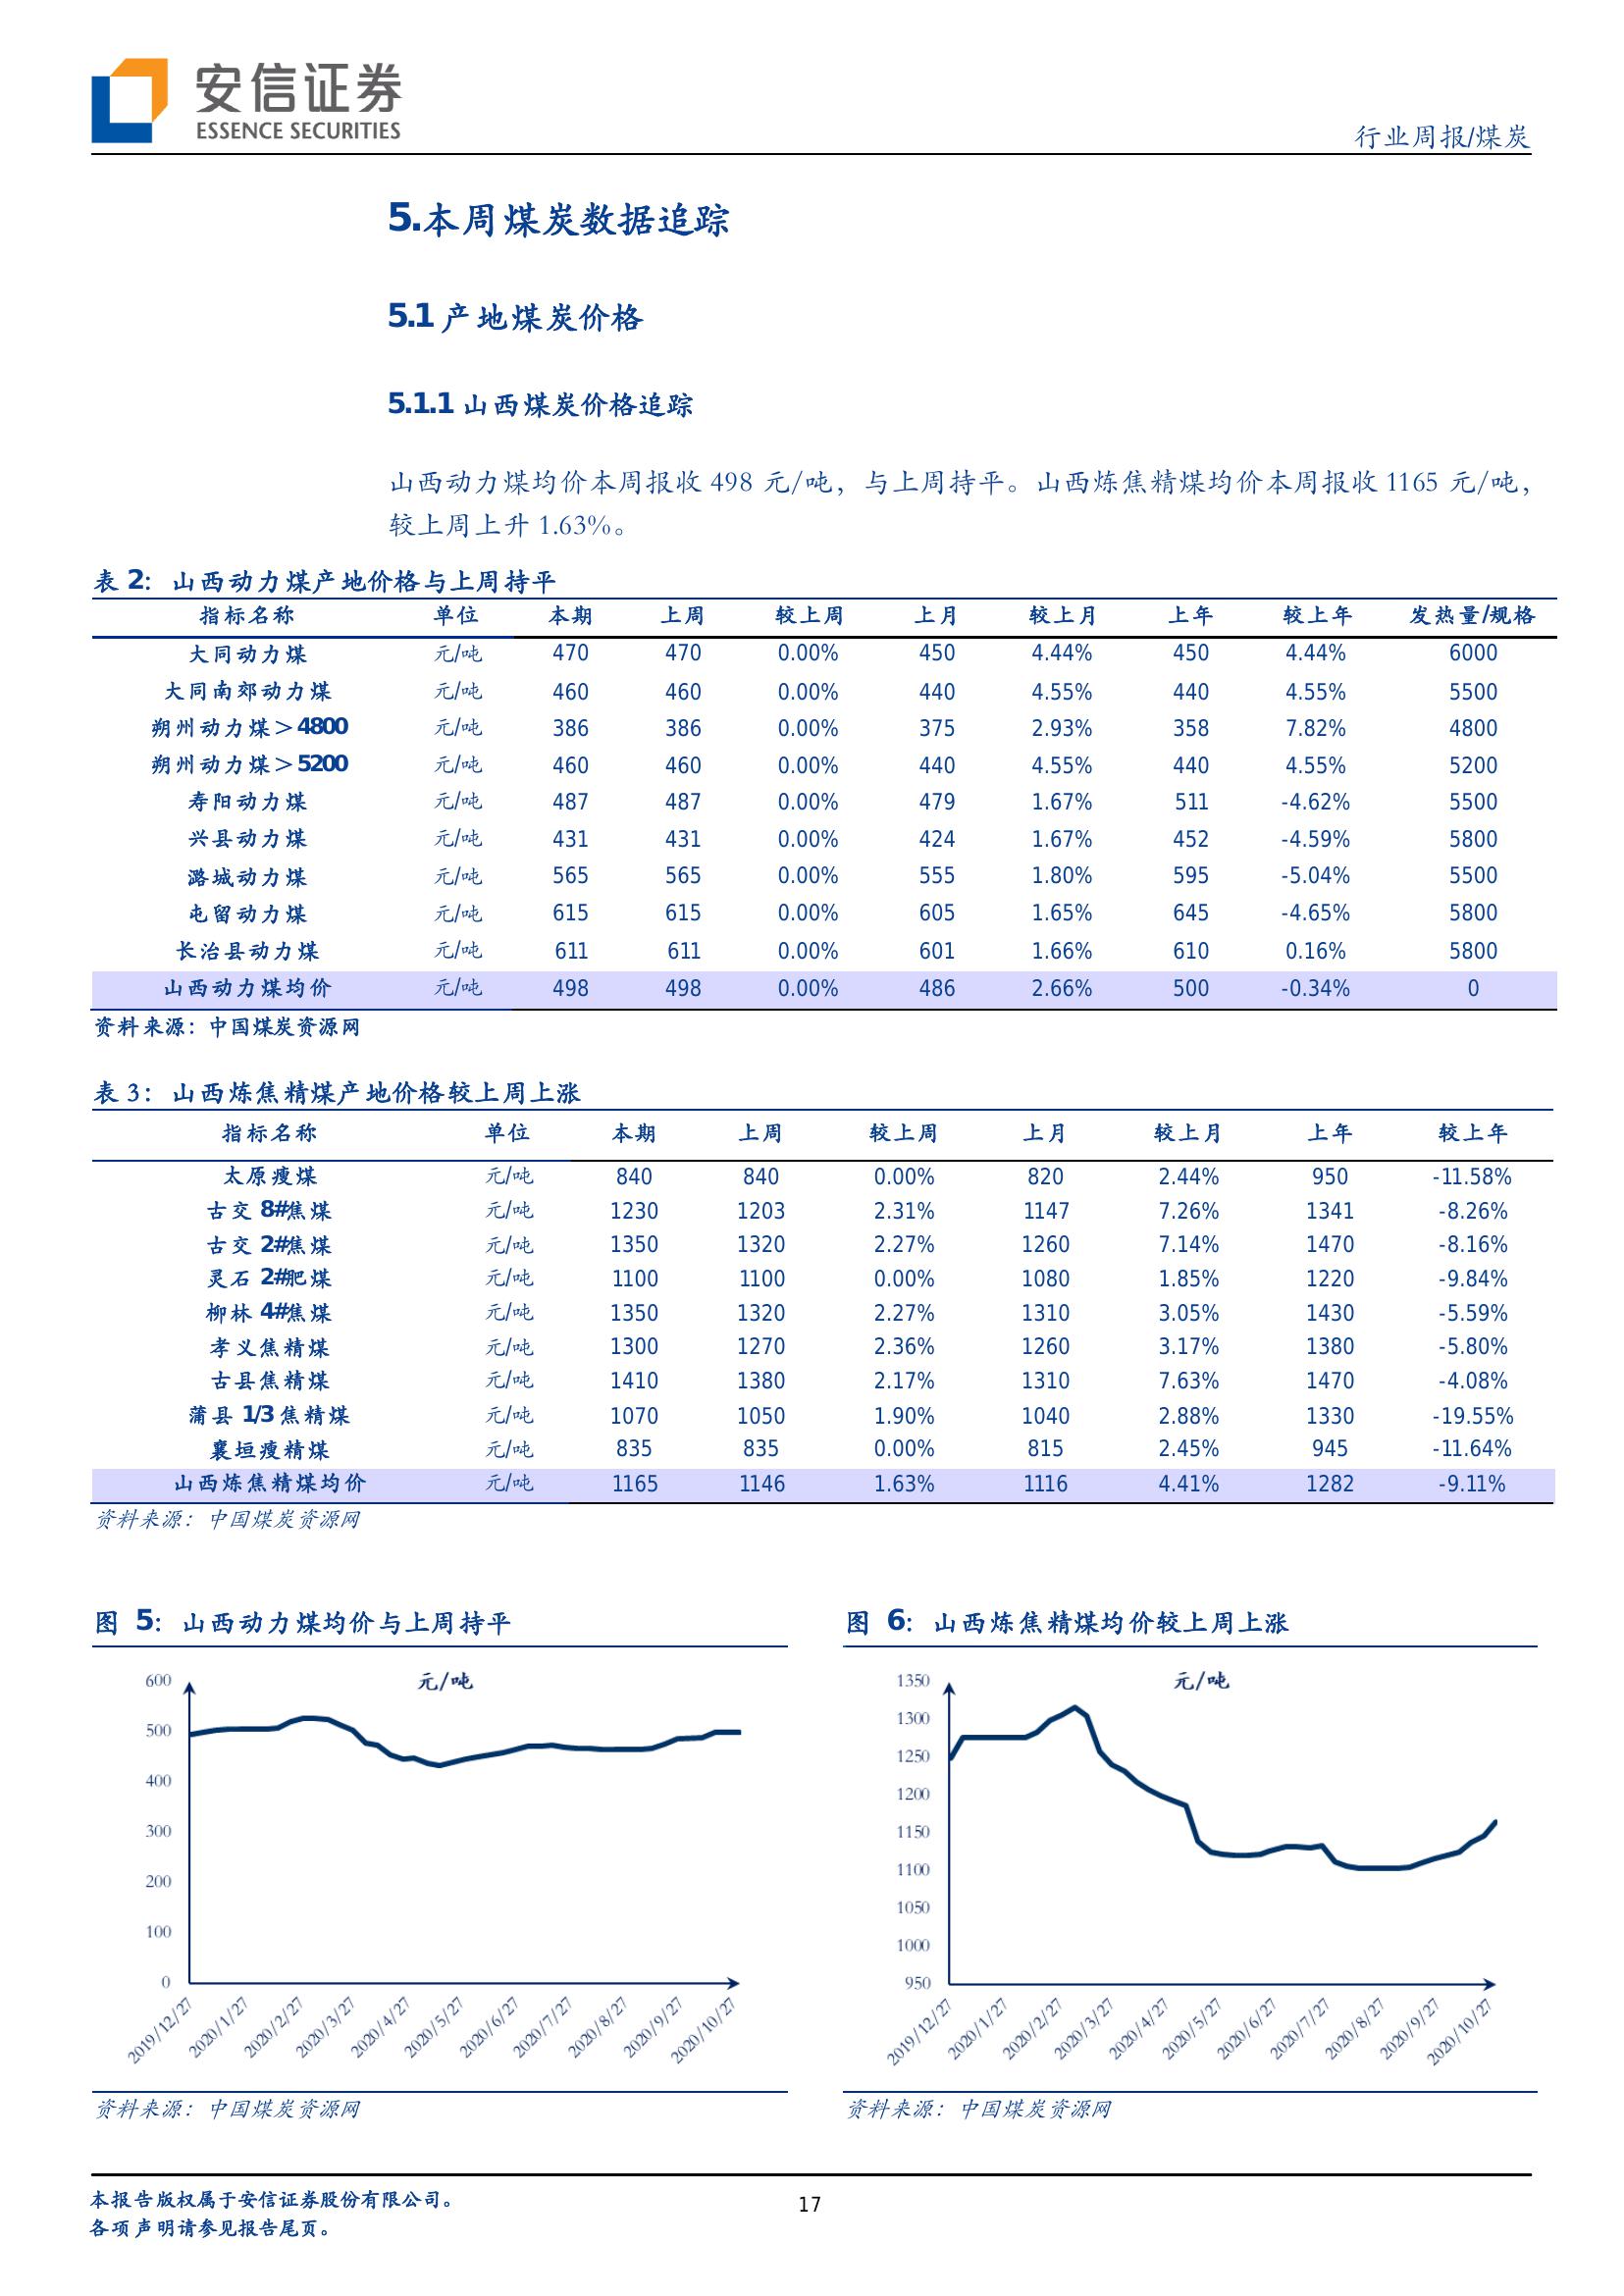 安信证券
ESSENCE SECURITIES
行业周报/煤炭
5.本周煤炭数据追踪
5.1 产地煤炭价格
5.1.1 山西煤炭价格追踪
山西动力煤均价本周报收 498 元/吨，与上周持平。山西炼焦精煤均价本周报收 1165 元/吨，
较上周上升 1.63%。
表 2：山西动力煤产地价格与上周持平
指标名称 单位 本期 上周 较上周 上月 较上月 上年 较上年 发热量/规格
大同动力煤 元/吨 470 470 0.00% 450 4.44% 450 4.44% 6000
大同南郊动力煤 元/吨 460 460 0.00% 440 4.55% 440 4.55% 5500
朔州动力煤＞4800 元/吨 386 386 0.00% 375 2.93% 358 7.82% 4800
朔州动力煤＞5200 元/吨 460 460 0.00% 440 4.55% 440 4.55% 5200
寿阳动力煤 元/吨 487 487 0.00% 479 1.67% 511 -4.62% 5500
兴县动力煤 元/吨 431 431 0.00% 424 1.67% 452 -4.59% 5800
潞城动力煤 元/吨 565 565 0.00% 555 1.80% 595 -5.04% 5500
屯留动力煤 元/吨 615 615 0.00% 605 1.65% 645 -4.65% 5800
长治县动力煤 元/吨 611 611 0.00% 601 1.66% 610 0.16% 5800
山西动力煤均价 元/吨 498 498 0.00% 486 2.66% 500 -0.34% 0
资料来源：中国煤炭资源网
表 3：山西炼焦精煤产地价格较上周上涨
指标名称 单位 本期 上周 较上周 上月 较上月 上年 较上年
太原瘦煤 元/吨 840 840 0.00% 820 2.44% 950 -11.58%
古交 8#焦煤 元/吨 1230 1203 2.31% 1147 7.26% 1341 -8.26%
古交 2#焦煤 元/吨 1350 1320 2.27% 1260 7.14% 1470 -8.16%
灵石 2#肥煤 元/吨 1100 1100 0.00% 1080 1.85% 1220 -9.84%
柳林 4#焦煤 元/吨 1350 1320 2.27% 1310 3.05% 1430 -5.59%
孝义焦精煤 元/吨 1300 1270 2.36% 1260 3.17% 1380 -5.80%
古县焦精煤 元/吨 1410 1380 2.17% 1310 7.63% 1470 -4.08%
蒲县 1/3 焦精煤 元/吨 1070 1050 1.90% 1040 2.88% 1330 -19.55%
襄垣瘦精煤 元/吨 835 835 0.00% 815 2.45% 945 -11.64%
山西炼焦精煤均价 元/吨 1165 1146 1.63% 1116 4.41% 1282 -9.11%
资料来源：中国煤炭资源网
图 5：山西动力煤均价与上周持平
元/吨
600
500
400
300
200
100
0
2019/12/27 2020/1/27 2020/2/27 2020/3/27 2020/4/27 2020/5/27 2020/6/27 2020/7/27 2020/8/27 2020/9/27 2020/10/27
资料来源：中国煤炭资源网
图 6：山西炼焦精煤均价较上周上涨
元/吨
1350
1300
1250
1200
1150
1100
1050
1000
950
2019/12/27 2020/1/27 2020/2/27 2020/3/27 2020/4/27 2020/5/27 2020/6/27 2020/7/27 2020/8/27 2020/9/27 2020/10/27
资料来源：中国煤炭资源网
本报告版权属于安信证券股份有限公司。
各项声明请参见报告尾页。
17